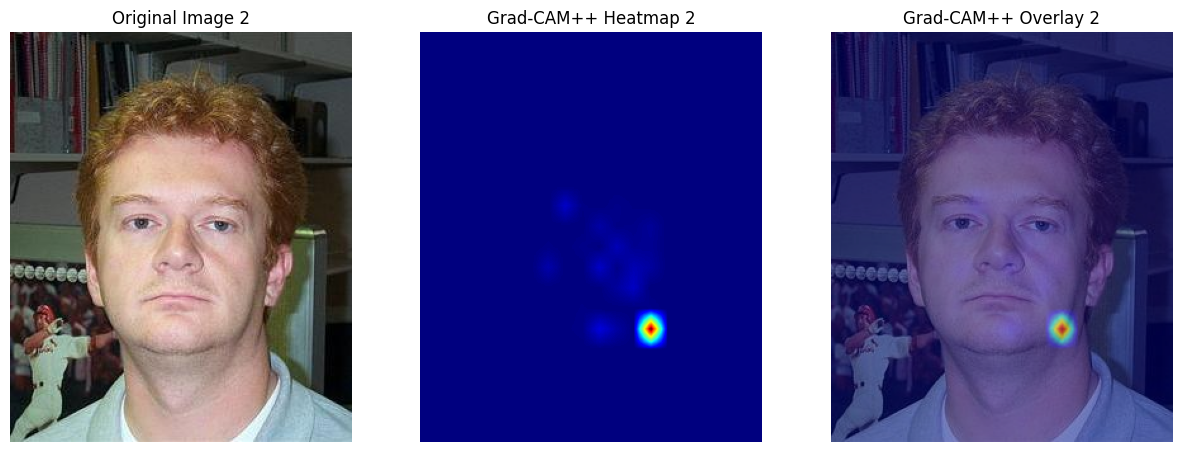 Original Image 2
Grad-CAM++ Heatmap 2
Grad-CAM++ Overlay 2